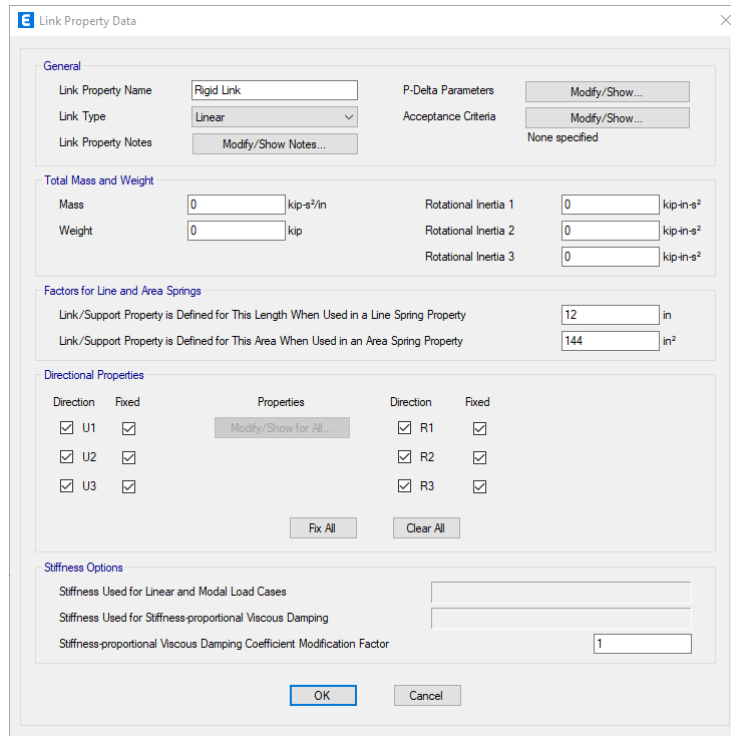 E Link Property Data
General
Link Property Name Rigid Link P-Delta Parameters Modify/Show...
Link Type Linear Acceptance Criteria Modify/Show...
Link Property Notes Modify/Show Notes... None specified
Total Mass and Weight
Mass 0 kip-s²/in Rotational Inertia 1 0 kip-in-s²
Weight 0 kip Rotational Inertia 2 0 kip-in-s²
Rotational Inertia 3 0 kip-in-s²
Factors for Line and Area Springs
Link/Support Property is Defined for This Length When Used in a Line Spring Property 12 in
Link/Support Property is Defined for This Area When Used in an Area Spring Property 144 in²
Directional Properties
Direction Fixed Properties Direction Fixed
U1 Modify/Show for All... R1
U2 R2
U3 R3
Fix All Clear All
Stiffness Options
Stiffness Used for Linear and Modal Load Cases
Stiffness Used for Stiffness-proportional Viscous Damping
Stiffness-proportional Viscous Damping Coefficient Modification Factor 1
OK Cancel